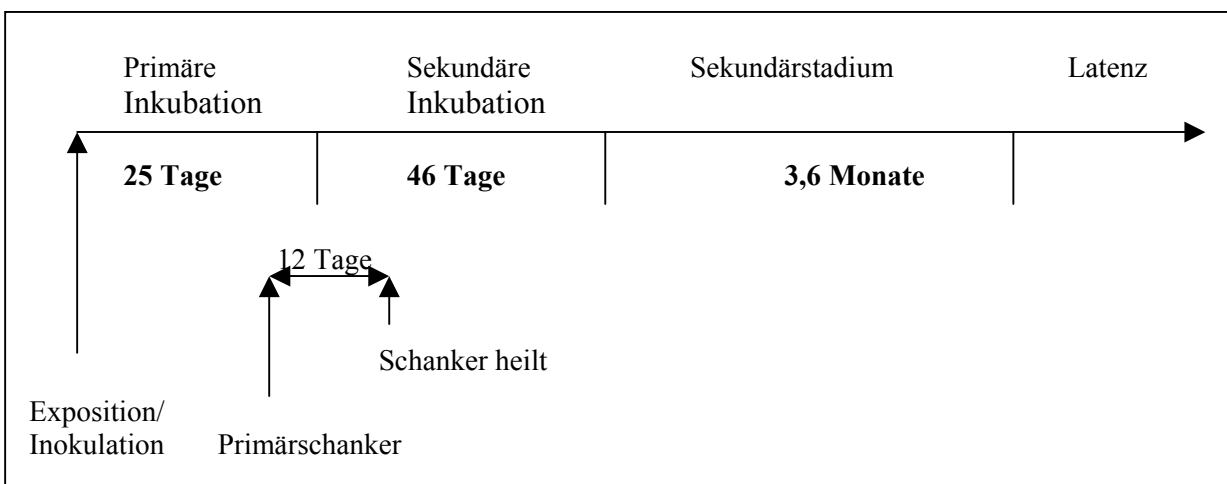 Primäre
Inkubation
Sekundäre
Inkubation
Sekundärstadium
Latenz
25 Tage
46 Tage
3,6 Monate
12 Tage
Schanker heilt
Exposition/
Inokulation
Primärschanker